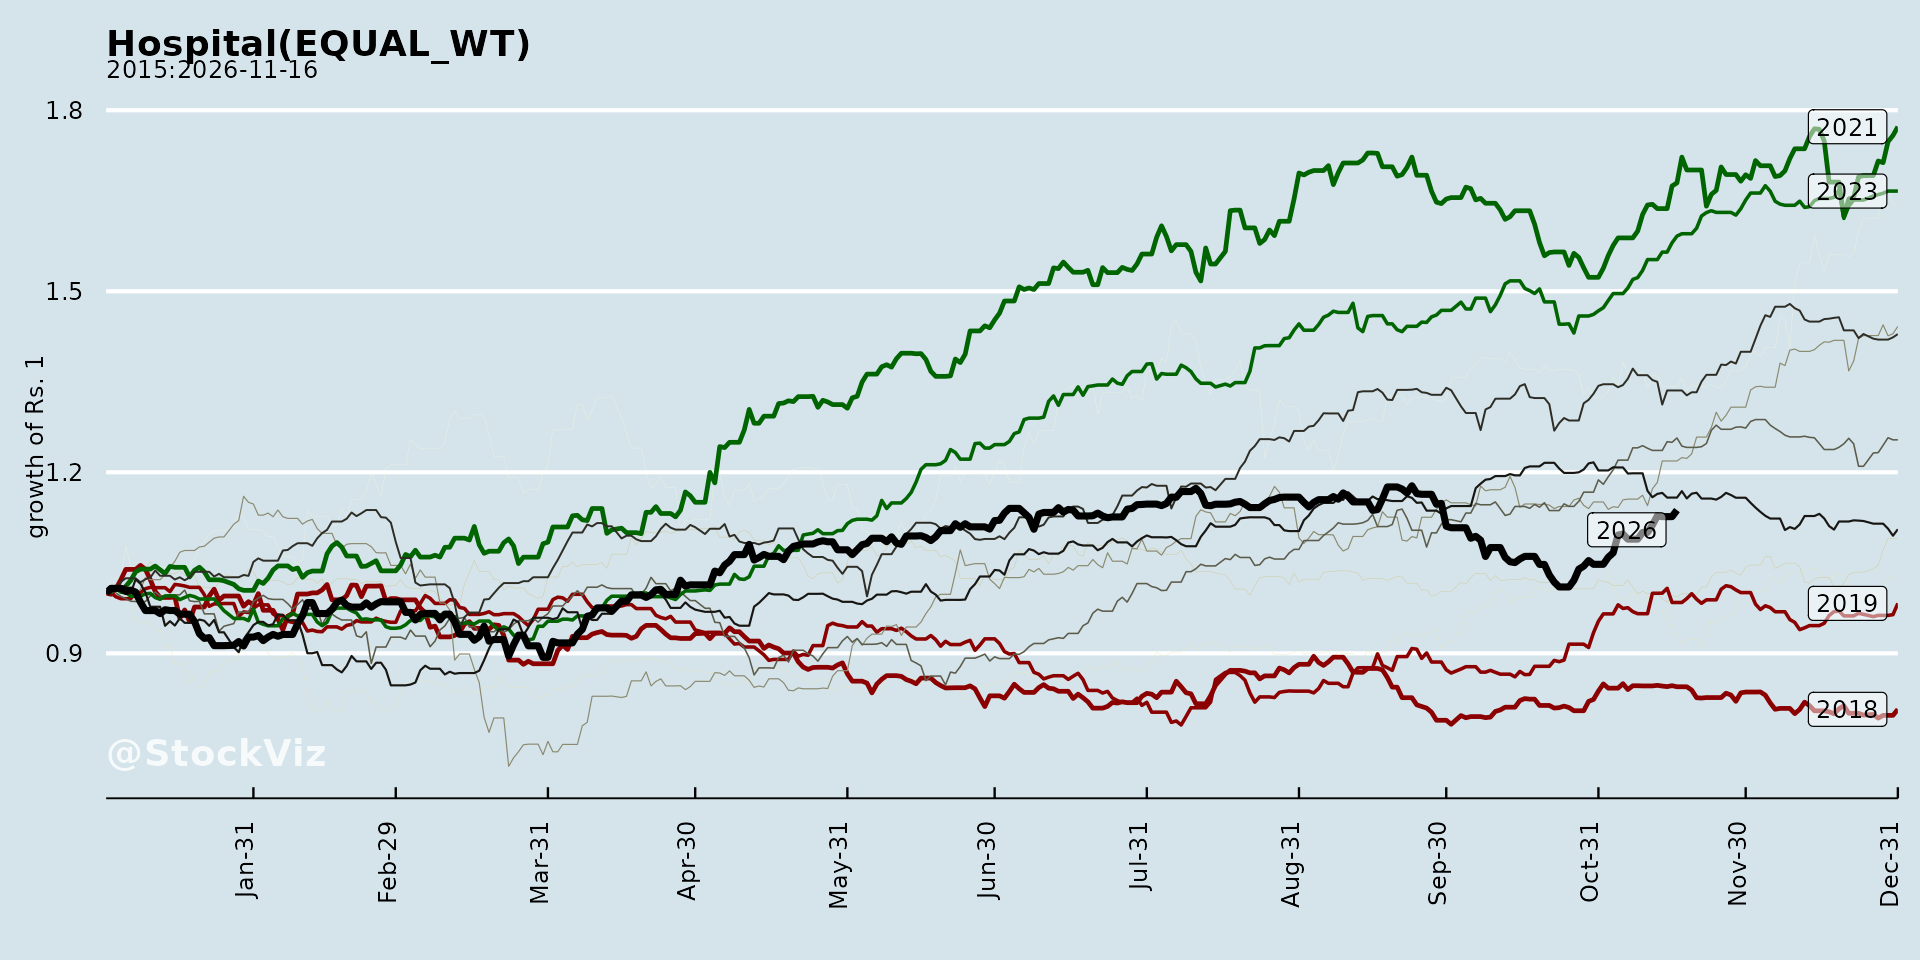 Hospital(EQUAL_WT)
2015:2026-11-16
growth of Rs. 1
1.8
1.5
1.2
0.9
2021
2023
2026
2019
2018
@StockViz
Jan-31
Feb-29
Mar-31
Apr-30
May-31
Jun-30
Jul-31
Aug-31
Sep-30
Oct-31
Nov-30
Dec-31